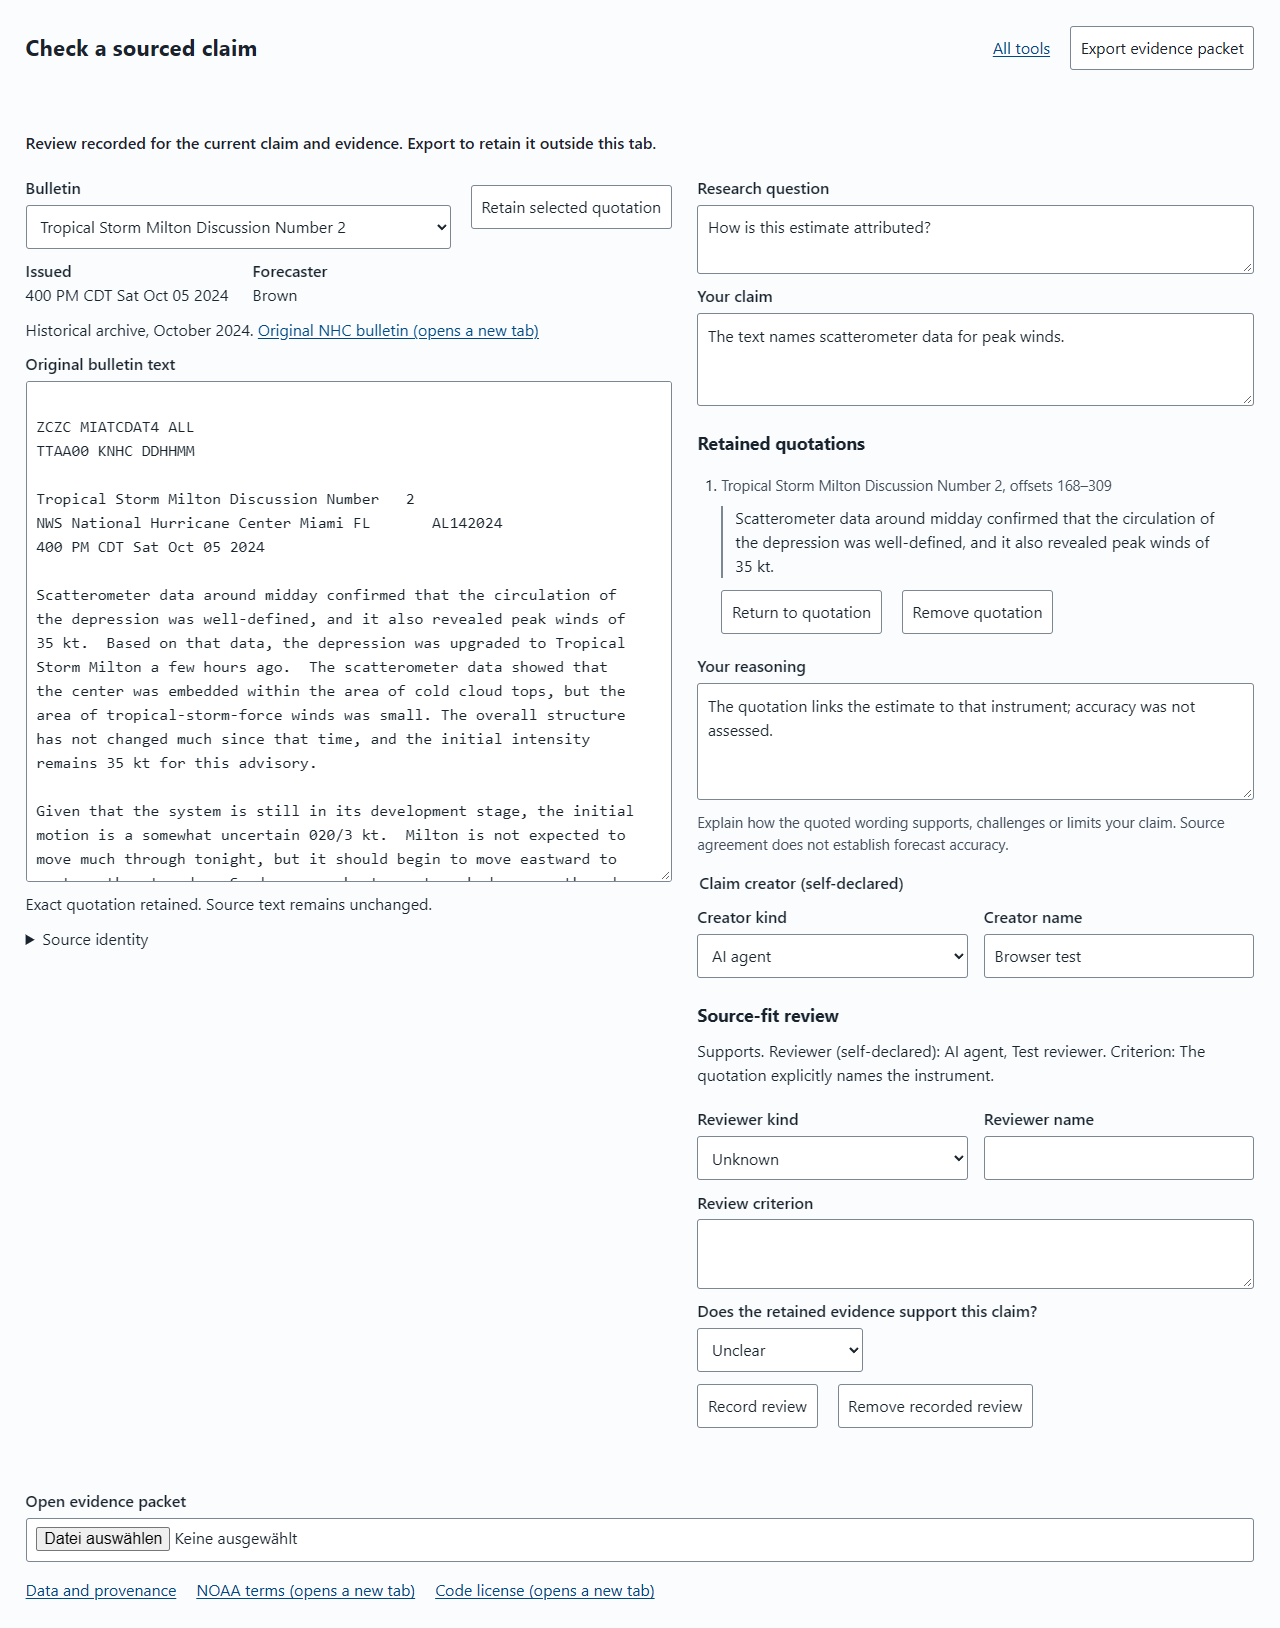 Check a sourced claim
All tools
Export evidence packet
Review recorded for the current claim and evidence. Export to retain it outside this tab.
Bulletin
Tropical Storm Milton Discussion Number 2
Retain selected quotation
Issued
400 PM CDT Sat Oct 05 2024
Forecaster
Brown
Historical archive, October 2024. Original NHC bulletin (opens a new tab)
Original bulletin text
ZCZC MIATCDAT4 ALL
TTAA00 KNHC DDHHMM
Tropical Storm Milton Discussion Number   2
NWS National Hurricane Center Miami FL       AL142024
400 PM CDT Sat Oct 05 2024
Scatterometer data around midday confirmed that the circulation of
the depression was well-defined, and it also revealed peak winds of
35 kt.  Based on that data, the depression was upgraded to Tropical
Storm Milton a few hours ago.  The scatterometer data showed that
the center was embedded within the area of cold cloud tops, but the
area of tropical-storm-force winds was small. The overall structure
has not changed much since that time, and the initial intensity
remains 35 kt for this advisory.
Given that the system is still in its development stage, the initial
motion is a somewhat uncertain 020/3 kt.  Milton is not expected to
move much through tonight, but it should begin to move eastward to
Exact quotation retained. Source text remains unchanged.
Source identity
Research question
How is this estimate attributed?
Your claim
The text names scatterometer data for peak winds.
Retained quotations
1. Tropical Storm Milton Discussion Number 2, offsets 168–309
Scatterometer data around midday confirmed that the circulation of
the depression was well-defined, and it also revealed peak winds of
35 kt.
Return to quotation
Remove quotation
Your reasoning
The quotation links the estimate to that instrument; accuracy was not
assessed.
Explain how the quoted wording supports, challenges or limits your claim. Source
agreement does not establish forecast accuracy.
Claim creator (self-declared)
Creator kind
AI agent
Creator name
Browser test
Source-fit review
Supports. Reviewer (self-declared): AI agent, Test reviewer. Criterion: The
quotation explicitly names the instrument.
Reviewer kind
Unknown
Reviewer name
Review criterion
Does the retained evidence support this claim?
Unclear
Record review
Remove recorded review
Open evidence packet
Datei auswählen Keine ausgewählt
Data and provenance
NOAA terms (opens a new tab)
Code license (opens a new tab)